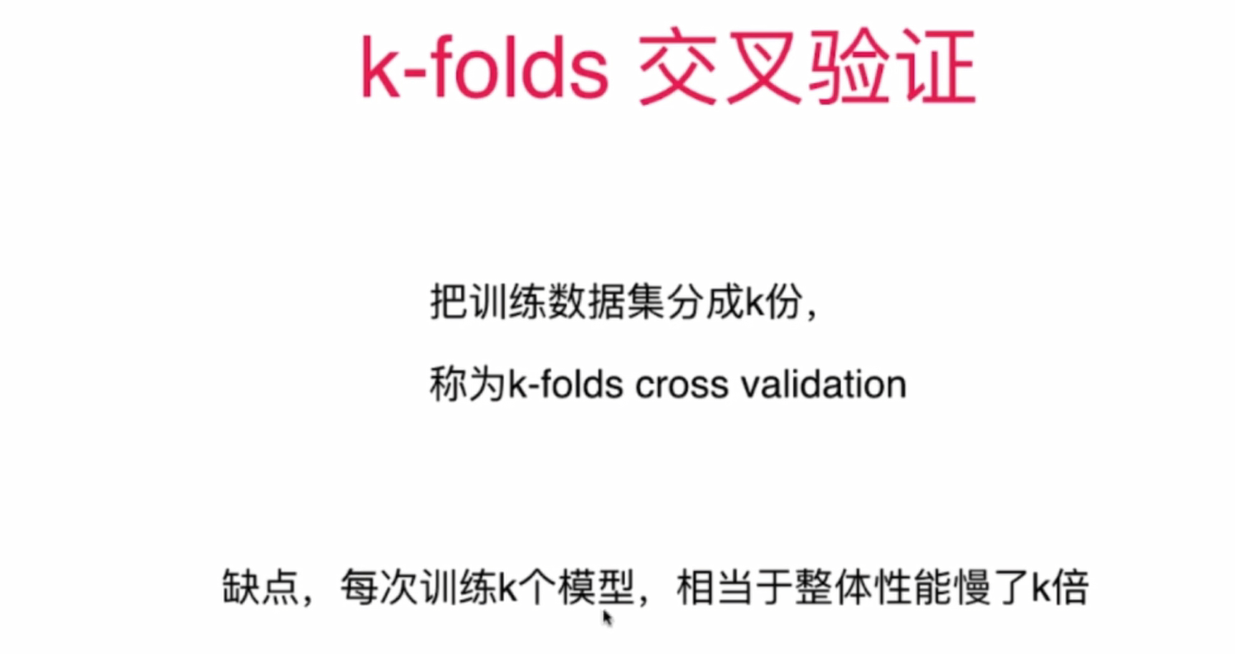 k-folds 交叉验证
把训练数据集分成k份，
称为k-folds cross validation
缺点，每次训练k个模型，相当于整体性能慢了k倍